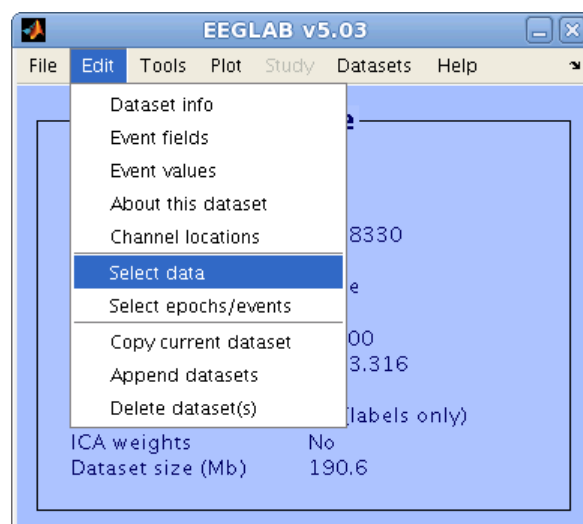 EEGLAB v5.03
File Edit Tools Plot Study Datasets Help
Dataset info
Event fields
Event values
About this dataset
Channel locations
8330
Select data
e
Select epochs/events
Copy current dataset
00
Append datasets
3.316
Delete dataset(s)
(labels only)
ICA weights No
Dataset size (Mb) 190.6